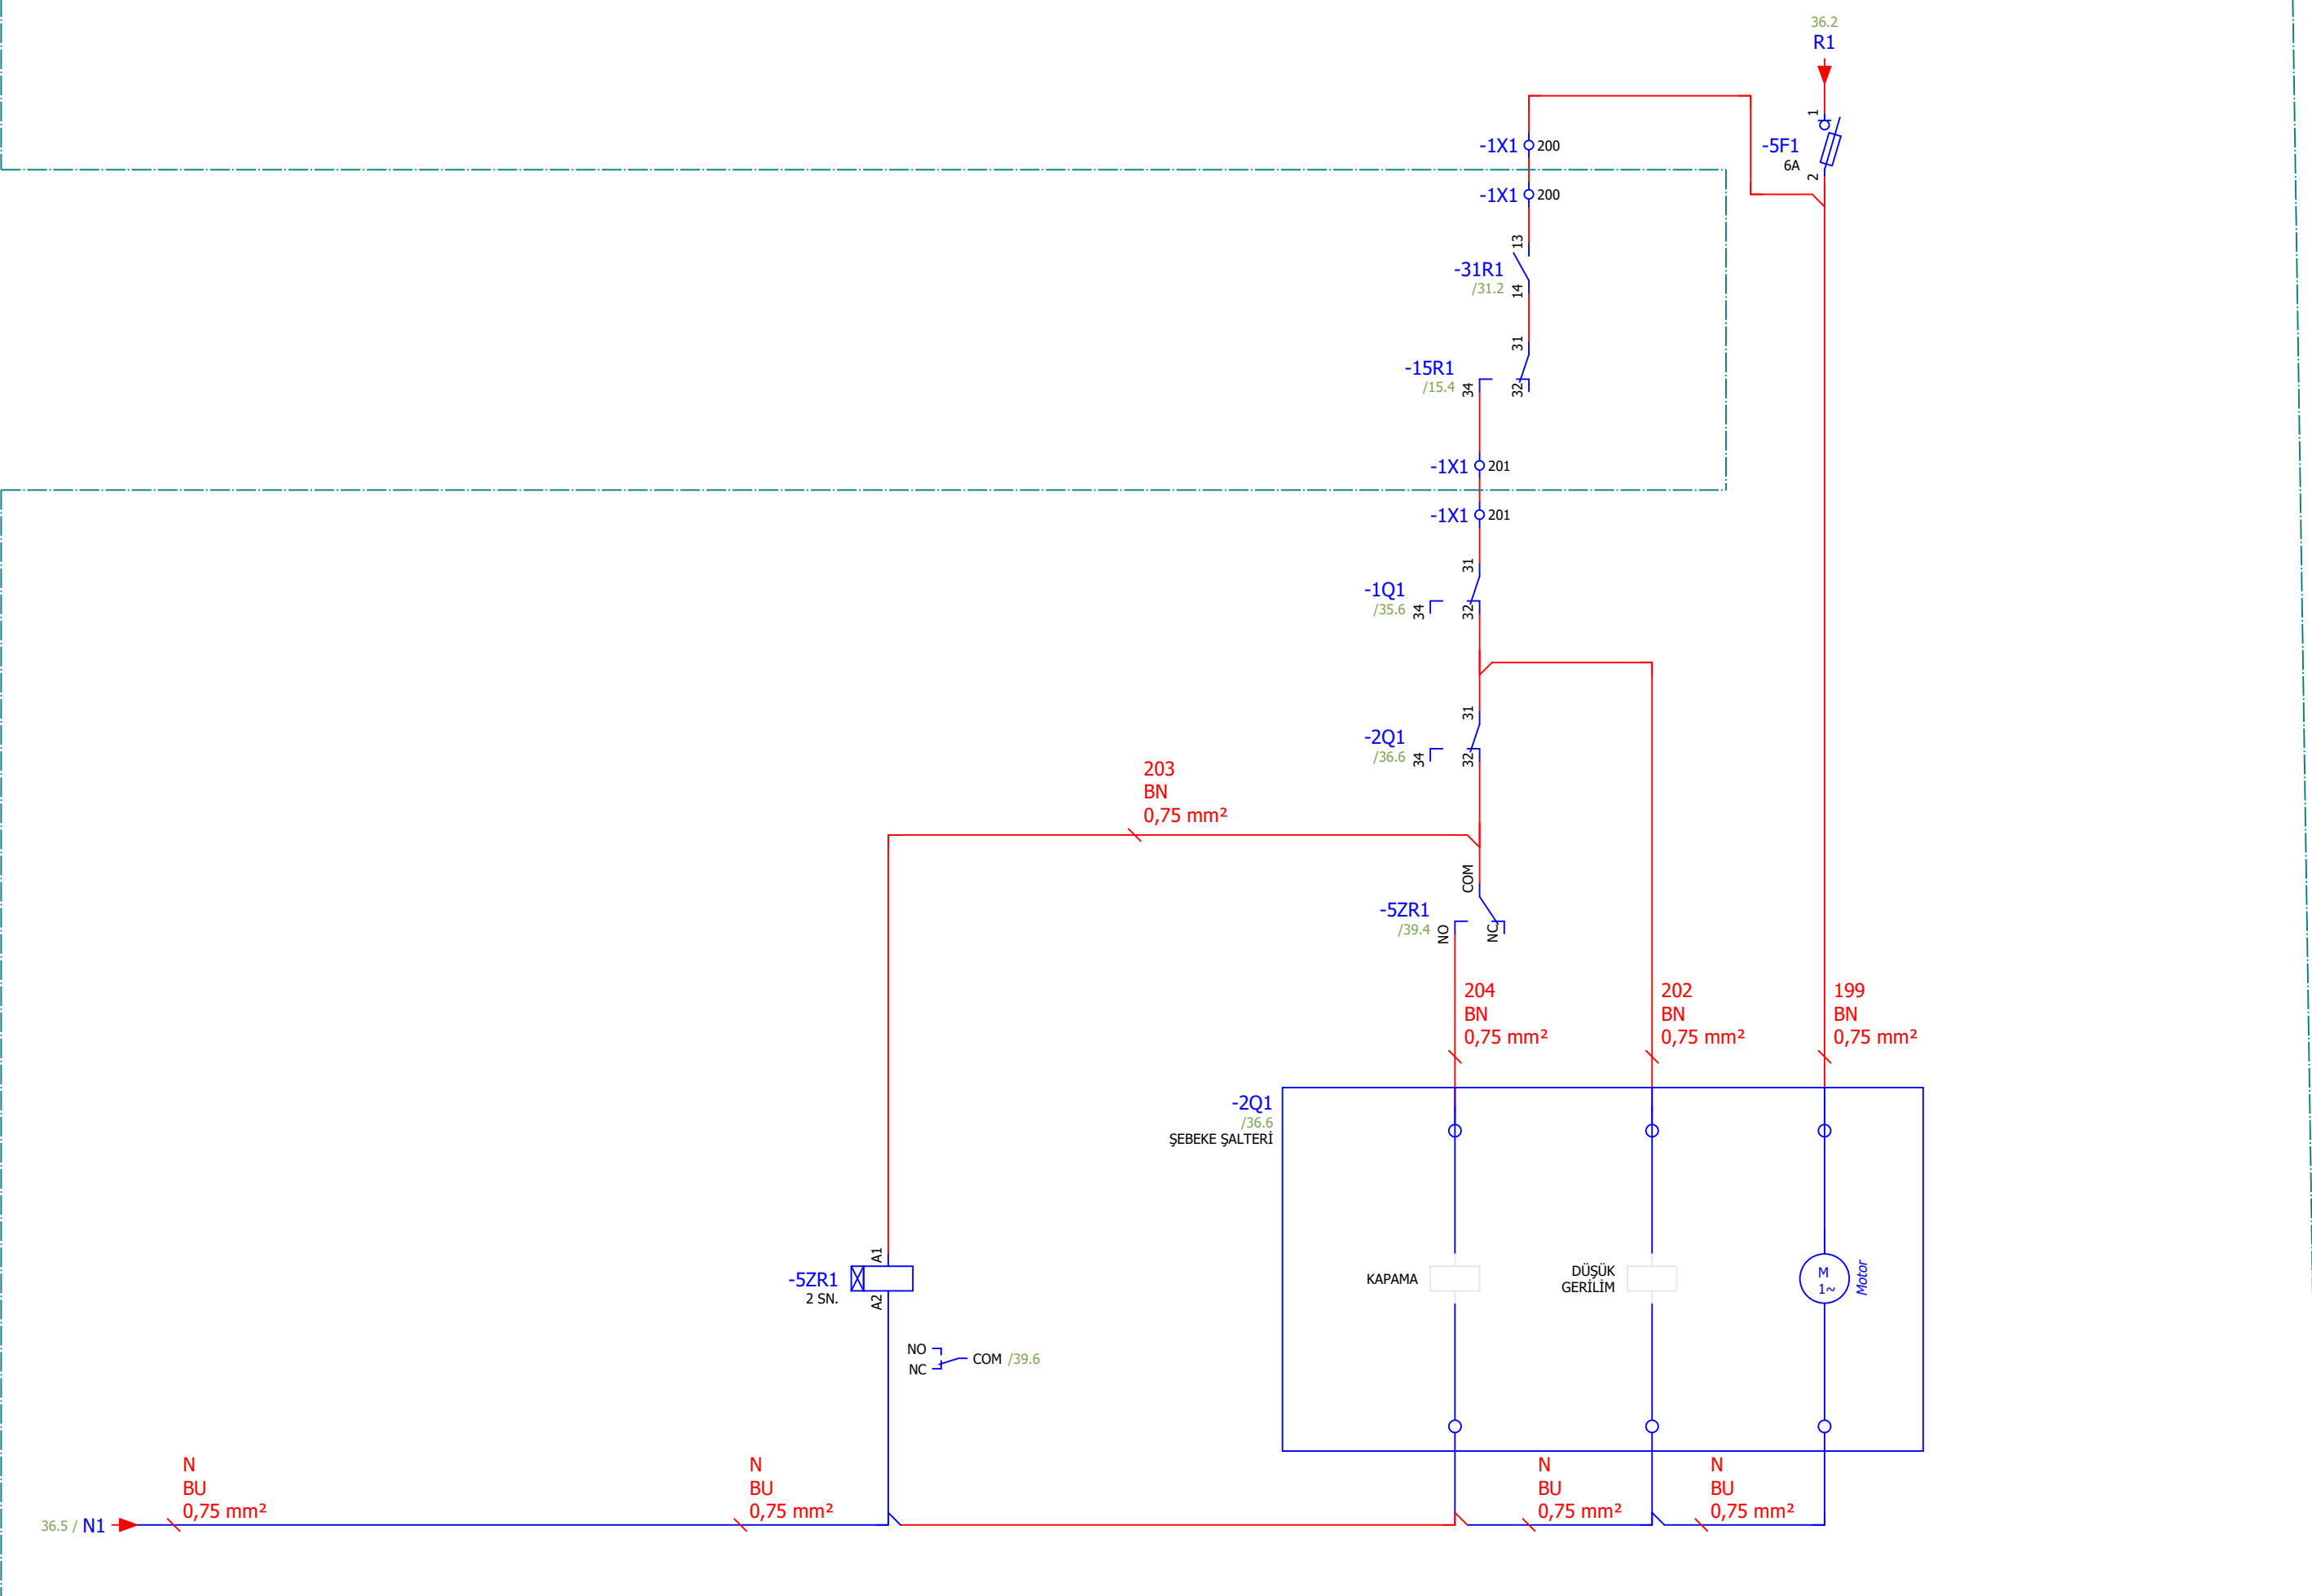 36.2
R1
1
-5F1
6A
2
-1X1 200
-1X1 200
13
-31R1
/31.2
14
31
-15R1
/15.4
34
32
-1X1 201
-1X1 201
31
-1Q1
/35.6
34
32
31
-2Q1
/36.6
34
32
203
BN
0,75 mm²
COM
-5ZR1
/39.4
NO
NC
204
BN
0,75 mm²
202
BN
0,75 mm²
199
BN
0,75 mm²
-2Q1
/36.6
ŞEBEKE ŞALTERİ
A1
-5ZR1
2 SN.
A2
KAPAMA
DÜŞÜK
GERİLİM
M
1~
Motor
NO
NC
COM /39.6
N
BU
0,75 mm²
N
BU
0,75 mm²
N
BU
0,75 mm²
N
BU
0,75 mm²
36.5 / N1